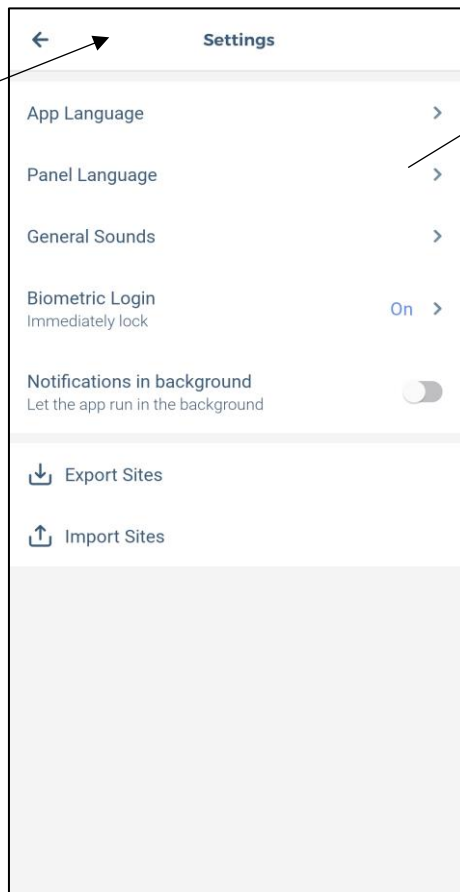 Settings
App Language
Panel Language
General Sounds
Biometric Login
Immediately lock
On
Notifications in background
Let the app run in the background
Export Sites
Import Sites